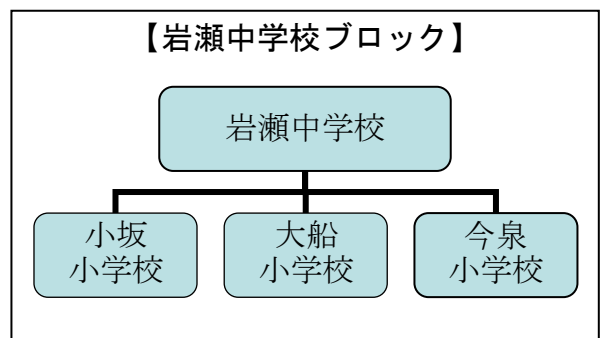 【岩瀬中学校ブロック】
岩瀬中学校
小坂
小学校
大船
小学校
今泉
小学校